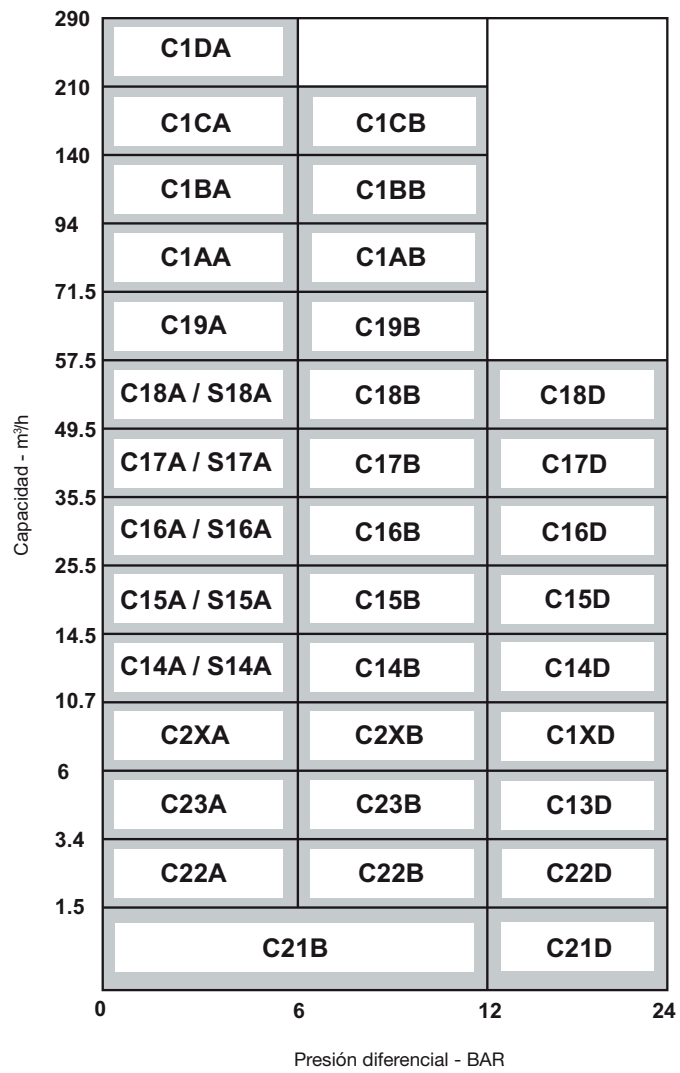 290
C1DA
210
C1CA C1CB
140
C1BA C1BB
94
C1AA C1AB
71.5
C19A C19B
57.5
C18A / S18A C18B C18D
49.5
C17A / S17A C17B C17D
35.5
C16A / S16A C16B C16D
25.5
C15A / S15A C15B C15D
14.5
C14A / S14A C14B C14D
10.7
C2XA C2XB C1XD
6
C23A C23B C13D
3.4
C22A C22B C22D
1.5
C21B C21D
0 6 12 24
Capacidad - m³/h
Presión diferencial - BAR